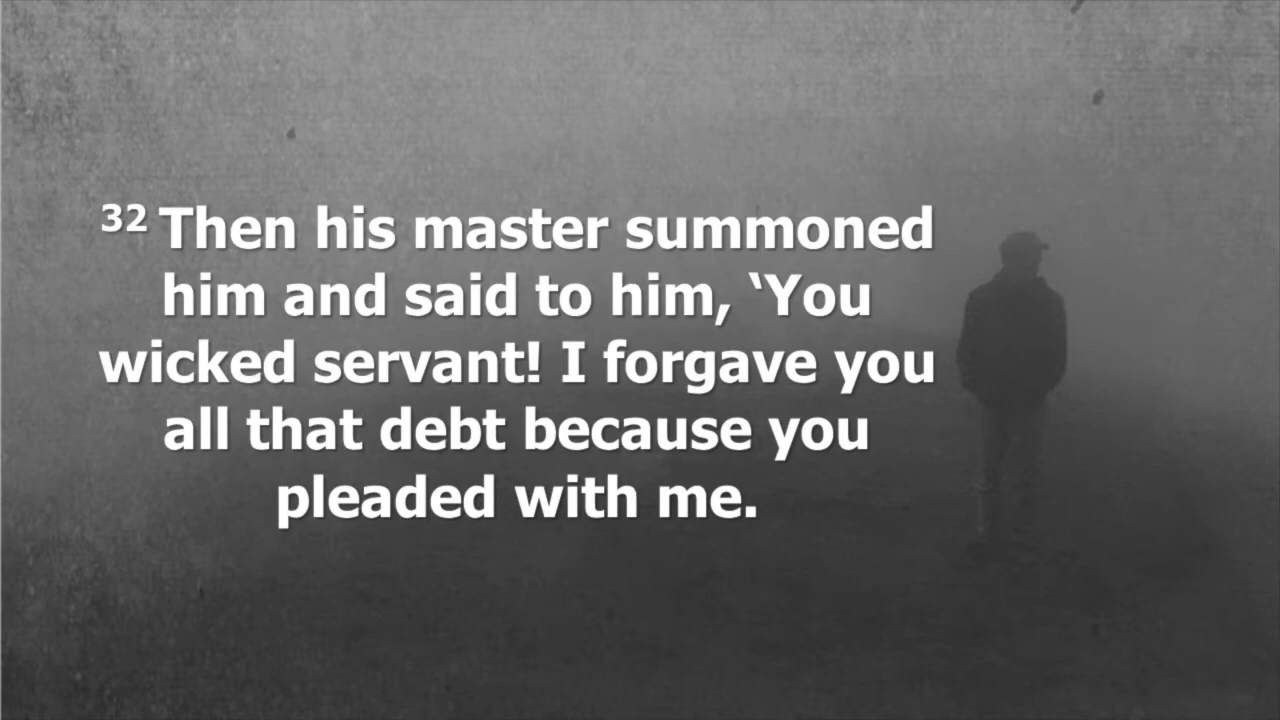 32 Then his master summoned
him and said to him, ‘You
wicked servant! I forgave you
all that debt because you
pleaded with me.